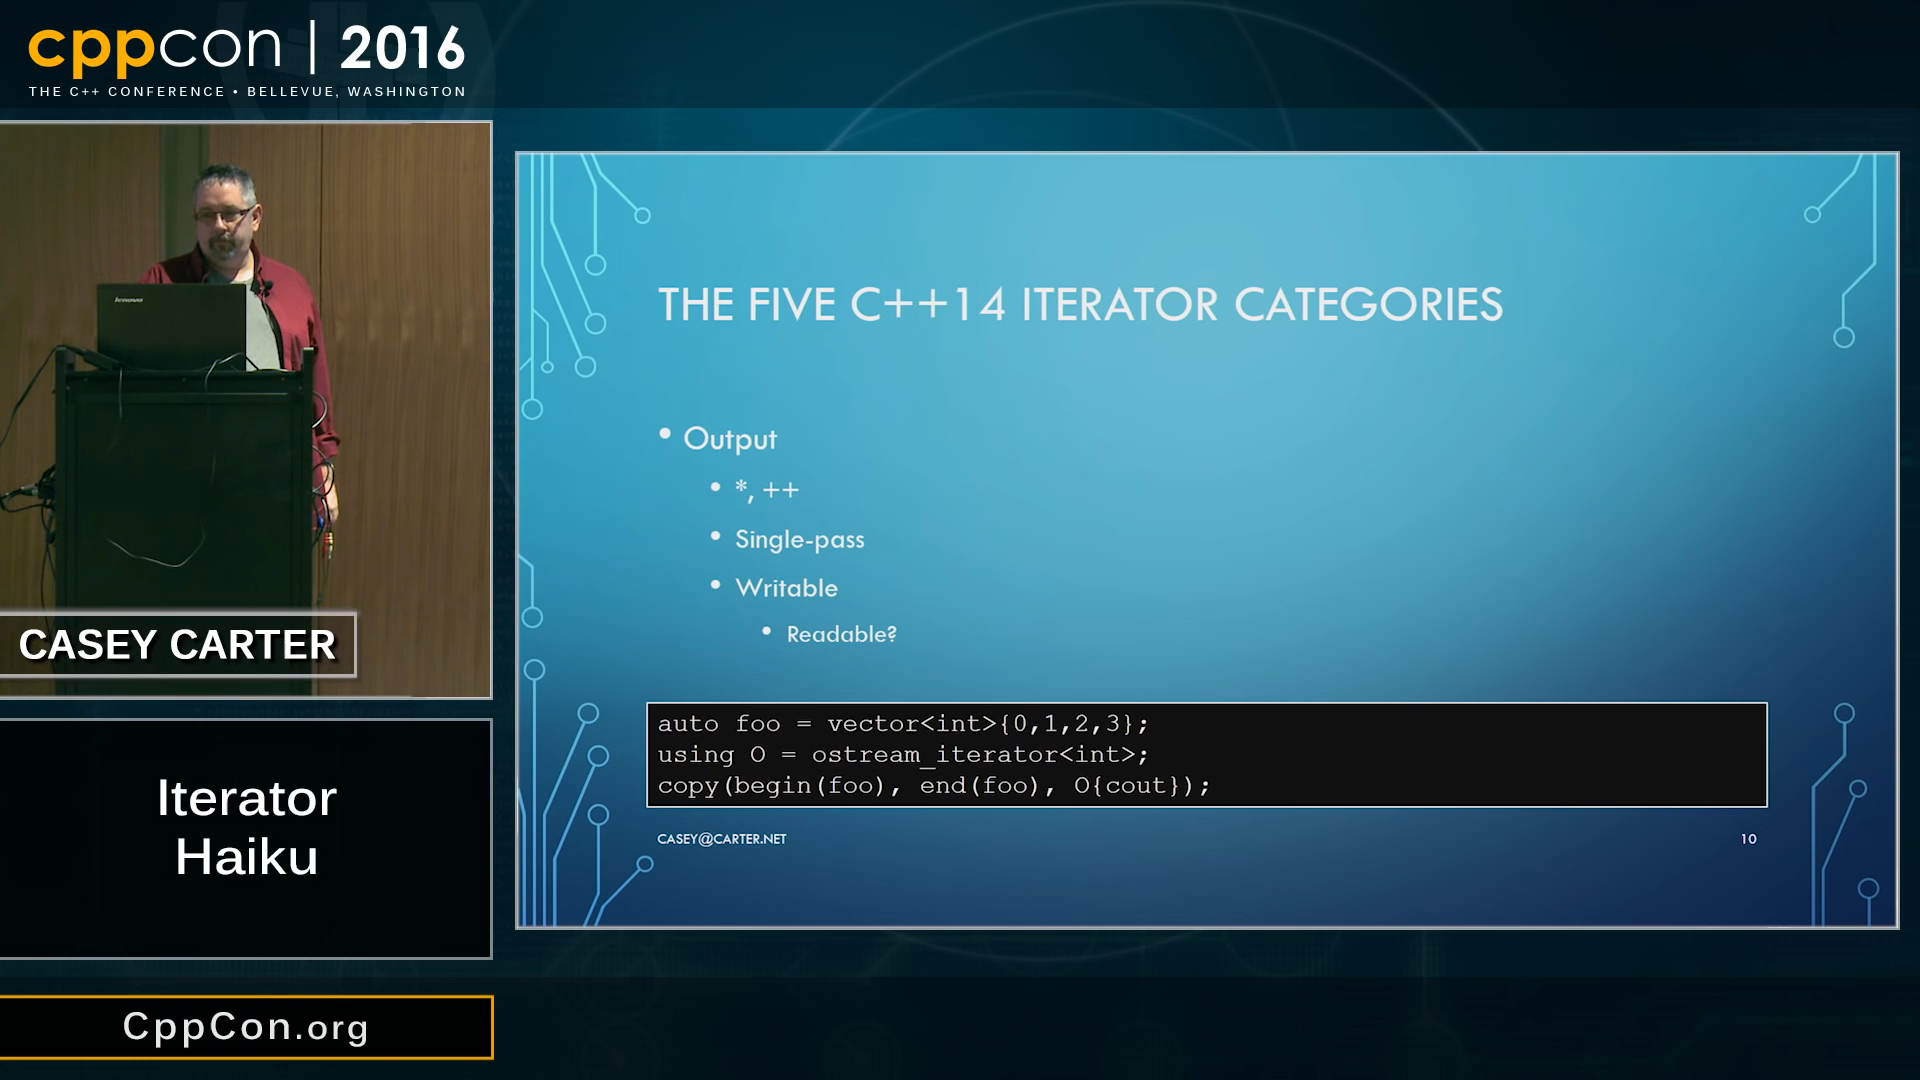 cppcon | 2016
THE C++ CONFERENCE • BELLEVUE, WASHINGTON
lenovo
CASEY CARTER
Iterator
Haiku
CppCon.org
THE FIVE C++14 ITERATOR CATEGORIES
• Output
• *, ++
• Single-pass
• Writable
• Readable?
auto foo = vector<int>{0,1,2,3};
using O = ostream_iterator<int>;
copy(begin(foo), end(foo), O{cout});
CASEY@CARTER.NET
10